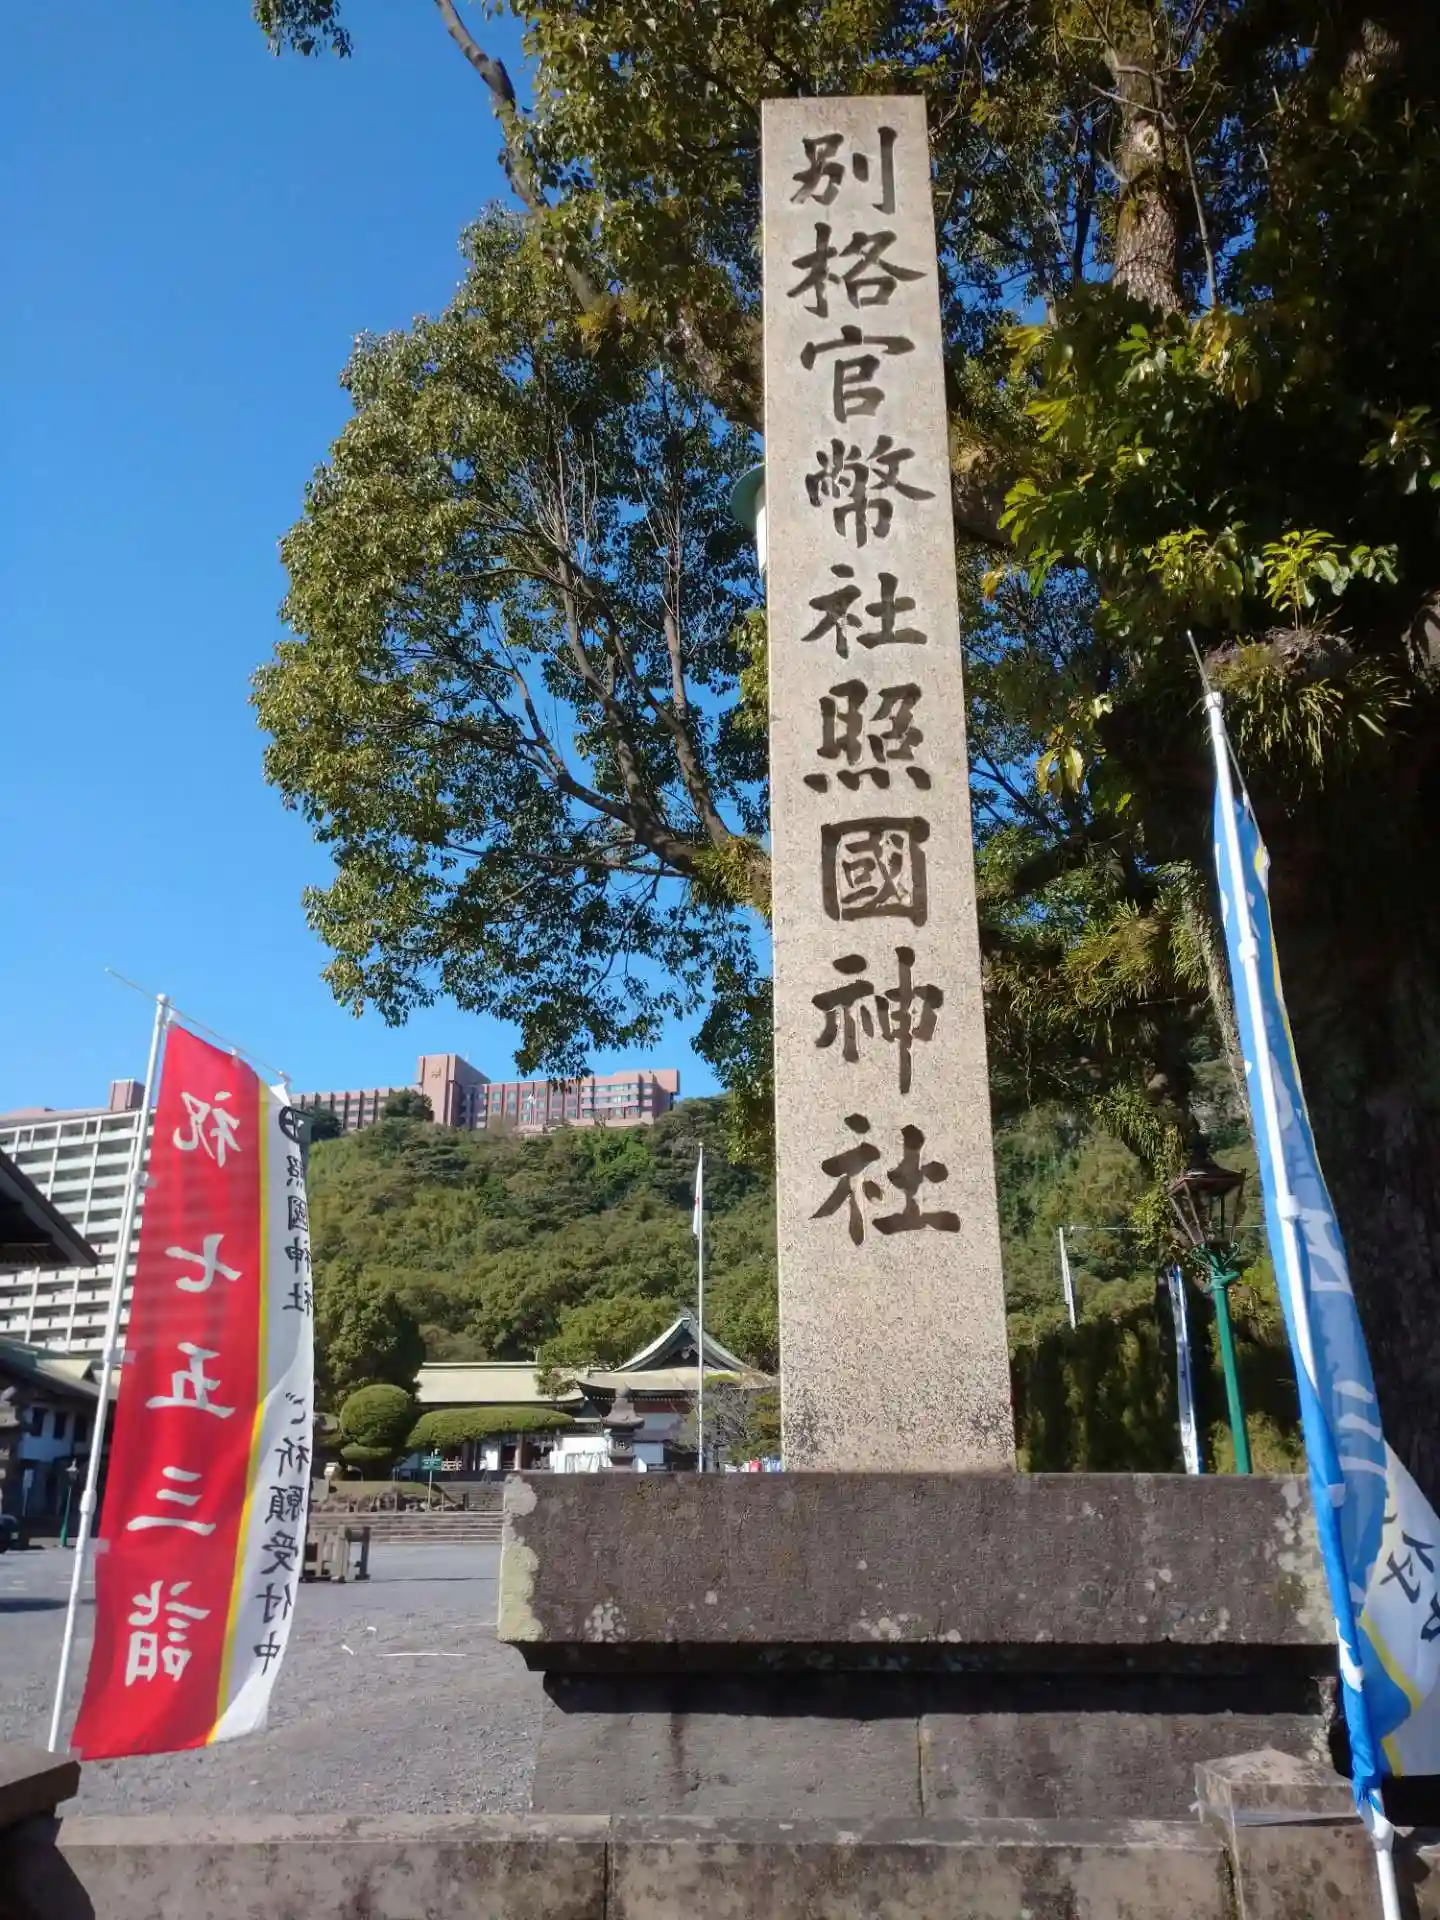 別格官幣社照國神社
祝 七五三詣
照國神社 ご祈願受付中